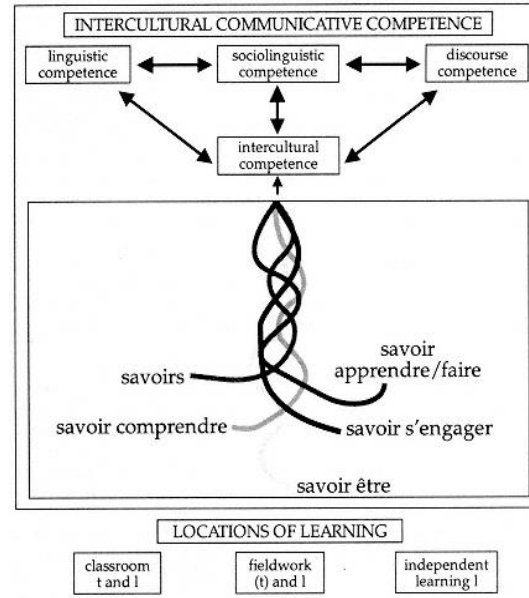 INTERCULTURAL COMMUNICATIVE COMPETENCE
linguistic
competence
sociolinguistic
competence
discourse
competence
intercultural
competence
savoir
apprendre/faire
savoirs
savoir comprendre
savoir s'engager
savoir être
LOCATIONS OF LEARNING
classroom
t and l
fieldwork
(t) and l
independent
learning l